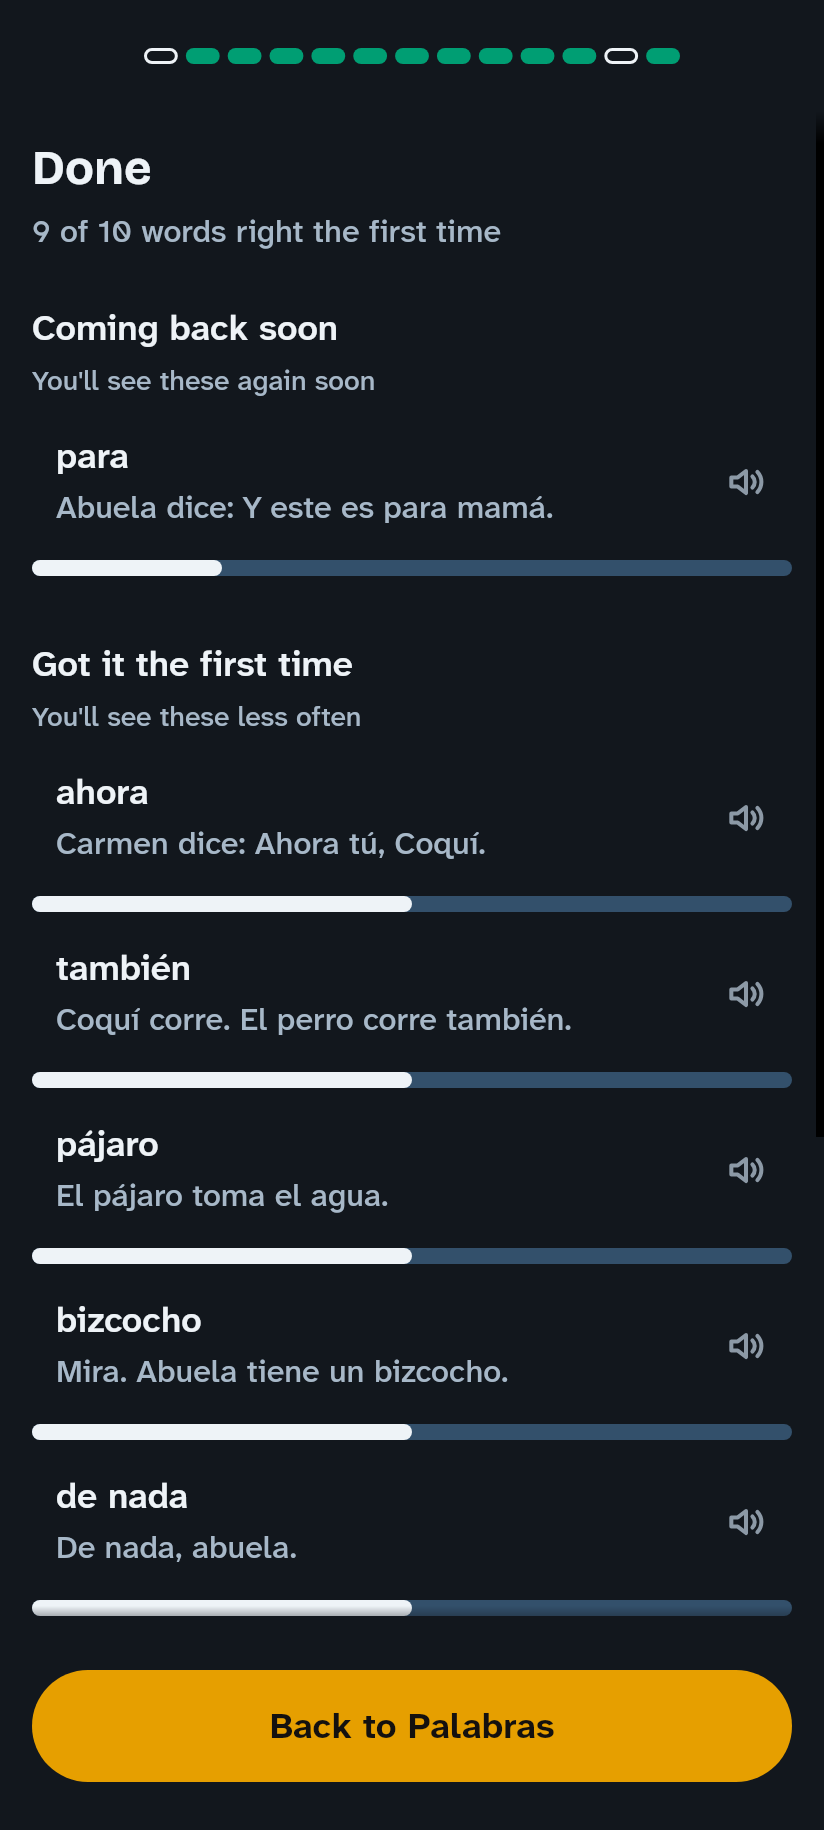 Done
9 of 10 words right the first time
Coming back soon
You'll see these again soon
para
Abuela dice: Y este es para mamá.
Got it the first time
You'll see these less often
ahora
Carmen dice: Ahora tú, Coquí.
también
Coquí corre. El perro corre también.
pájaro
El pájaro toma el agua.
bizcocho
Mira. Abuela tiene un bizcocho.
de nada
De nada, abuela.
Back to Palabras